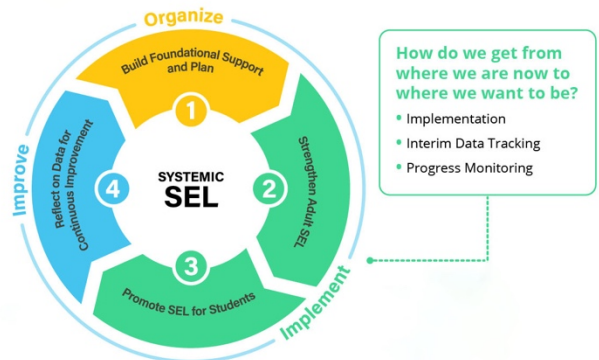 Organize
Build Foundational Support
and Plan
1
How do we get from
where we are now to
where we want to be?
• Implementation
• Interim Data Tracking
• Progress Monitoring
Improve
Reflect on Data for
Continuous Improvement
4
SYSTEMIC
SEL
2
Strengthen Adult SEL
3
Promote SEL for Students
Implement